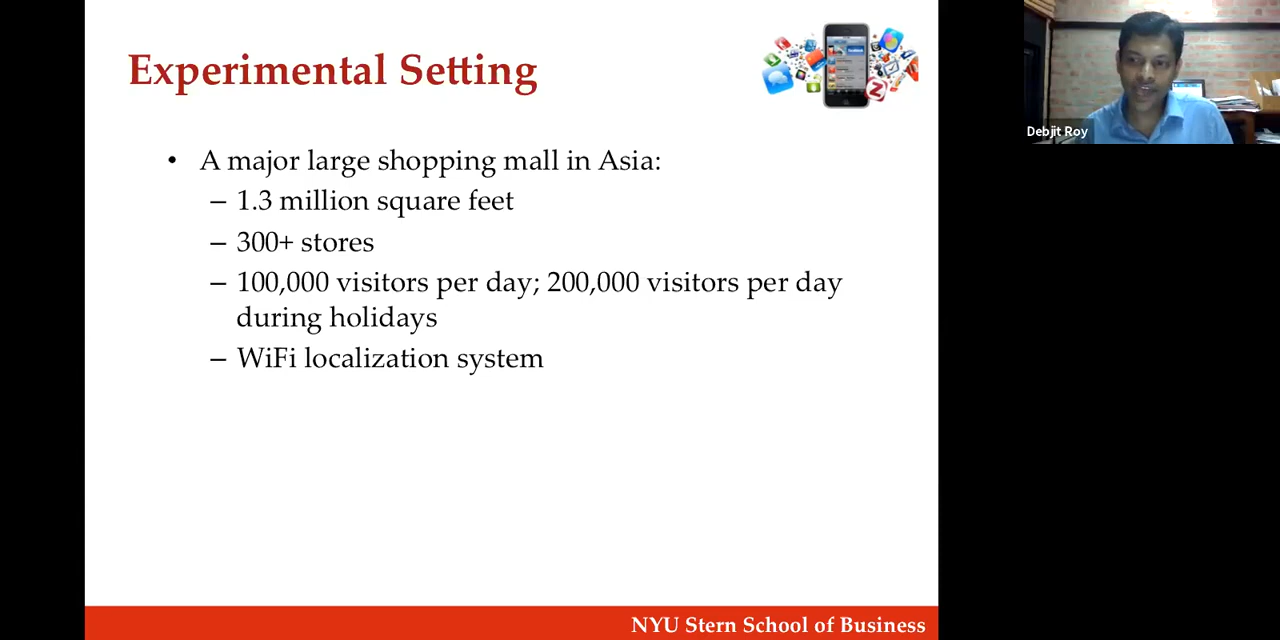 Experimental Setting
• A major large shopping mall in Asia:
– 1.3 million square feet
– 300+ stores
– 100,000 visitors per day; 200,000 visitors per day
during holidays
– WiFi localization system
NYU Stern School of Business
Debjit Roy